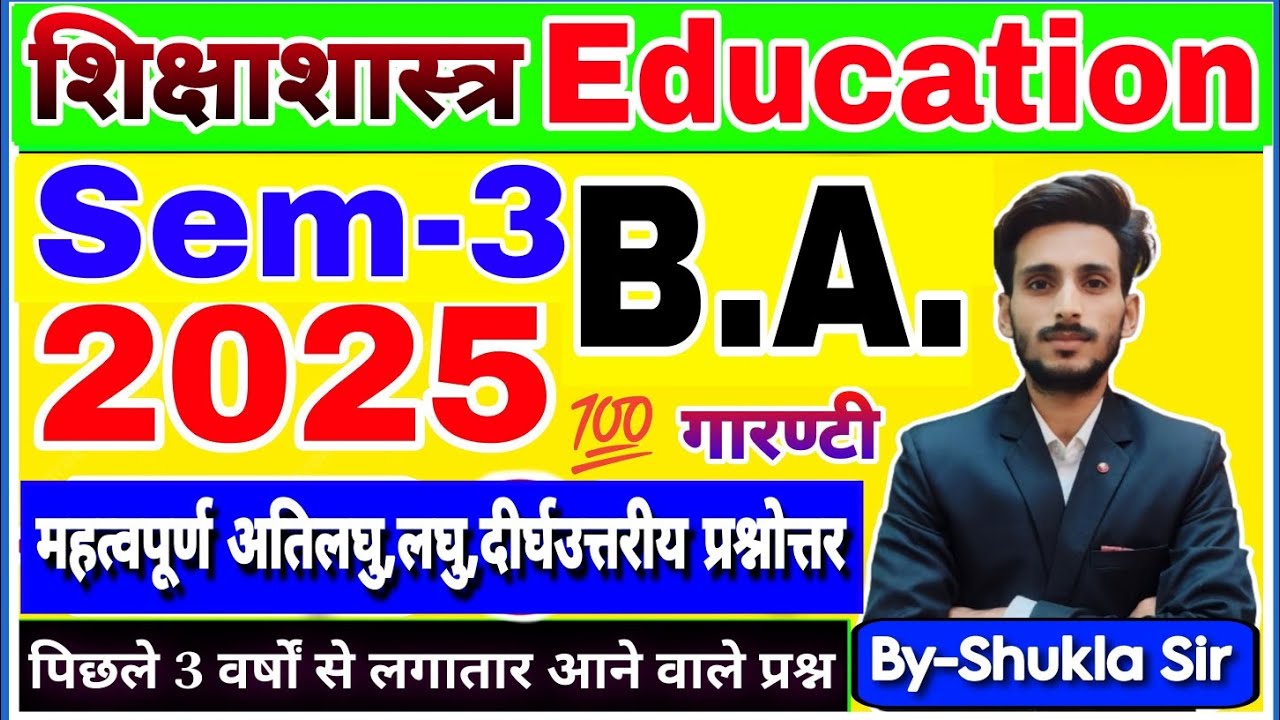 शिक्षाशास्त्र Education
Sem-3 B.A.
2025
💯 गारण्टी
महत्वपूर्ण अतिलघु,लघु,दीर्घउत्तरीय प्रश्नोत्तर
पिछले 3 वर्षों से लगातार आने वाले प्रश्न
By-Shukla Sir